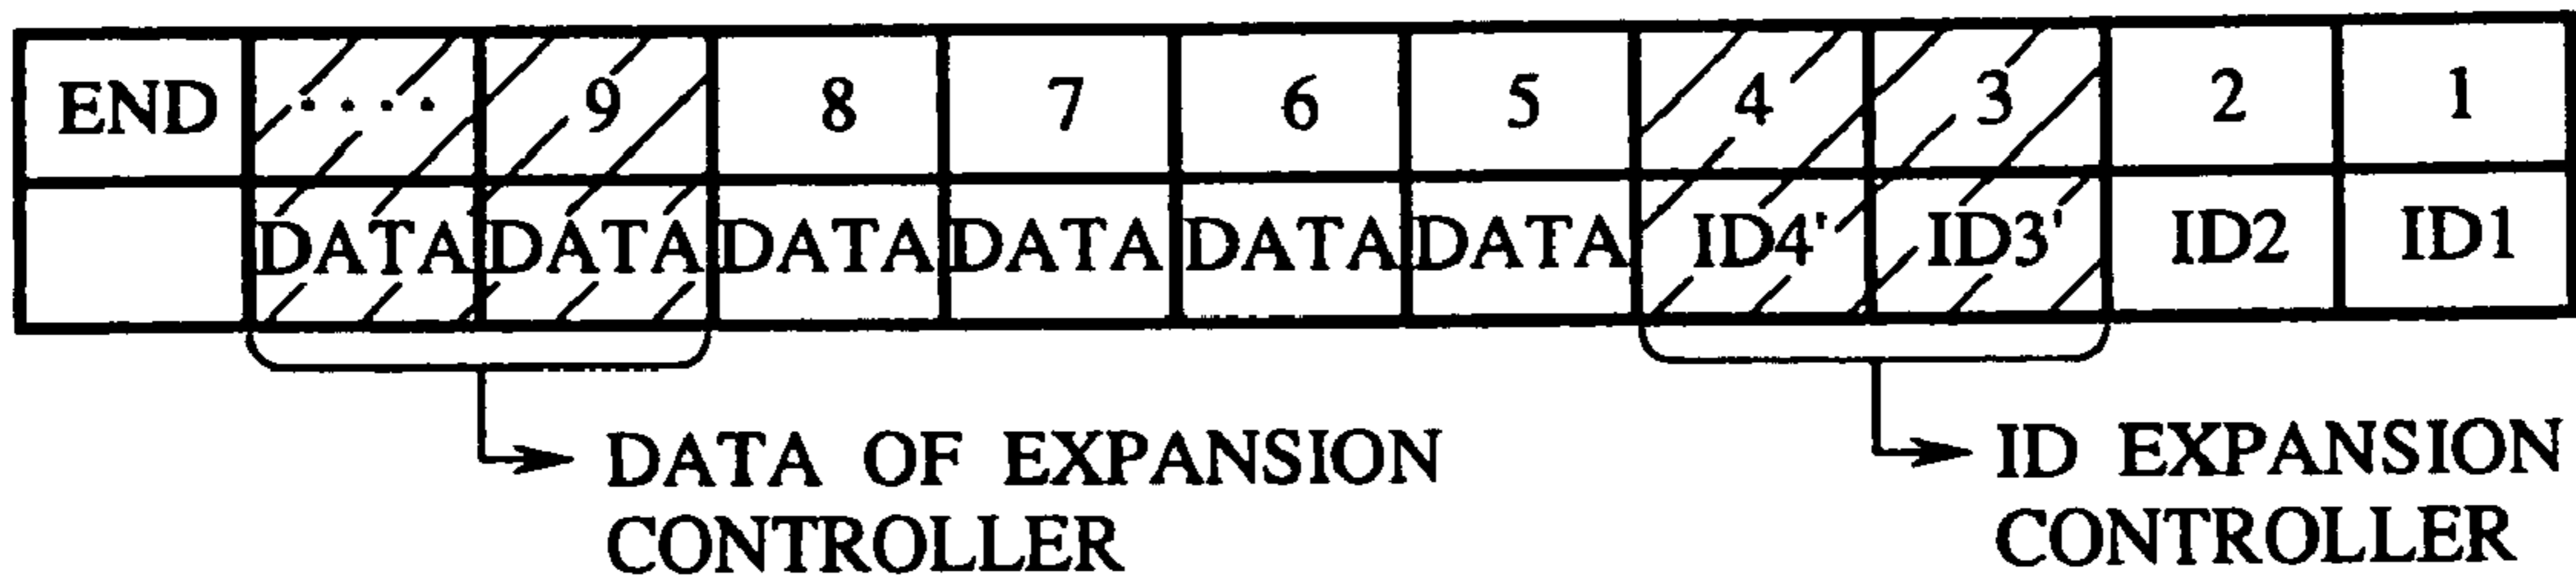 END .... 9 8 7 6 5 4 3 2 1
DATA DATA DATA DATA DATA DATA ID4' ID3' ID2 ID1
DATA OF EXPANSION
CONTROLLER
ID EXPANSION
CONTROLLER